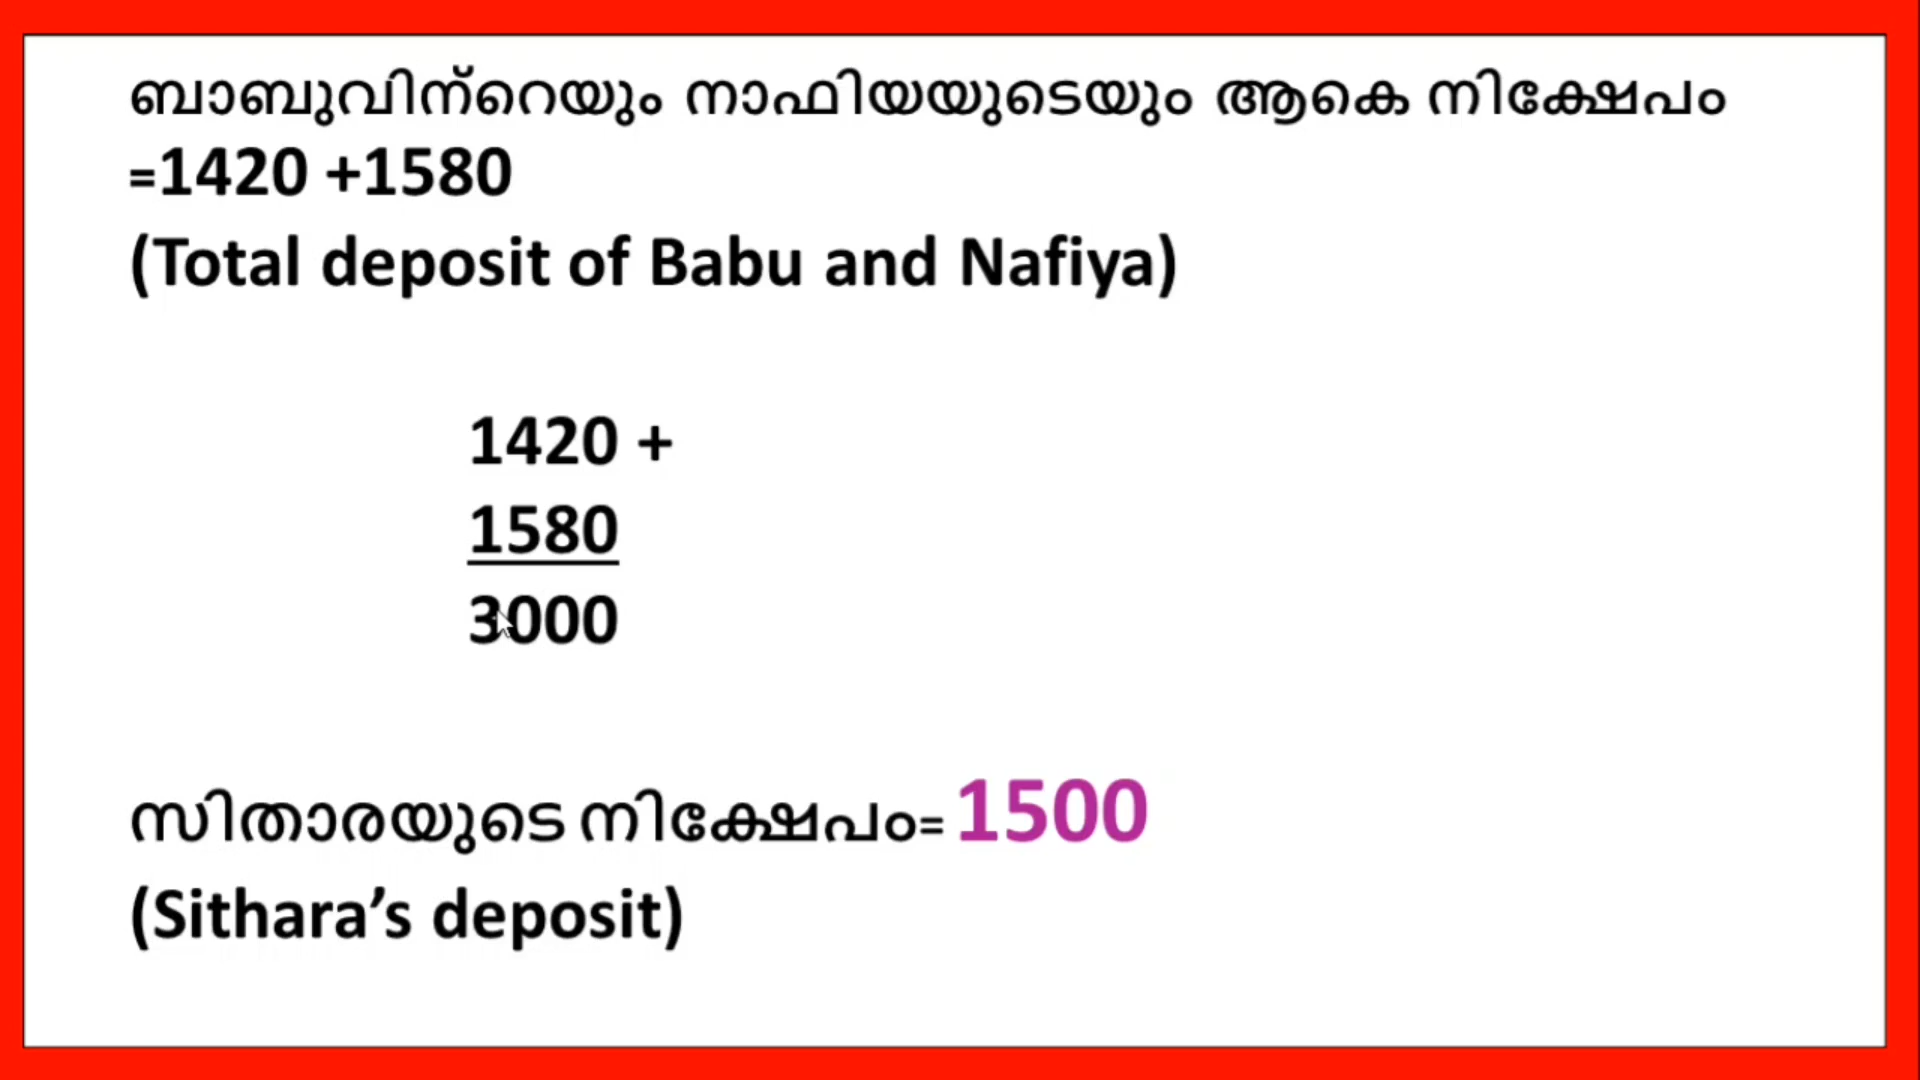 ബാബുവിന്റെയും നാഫിയയുടെയും ആകെ നിക്ഷേപം
=1420 +1580
(Total deposit of Babu and Nafiya)
1420 +
1580
3000
സിതാരയുടെ നിക്ഷേപം= 1500
(Sithara’s deposit)